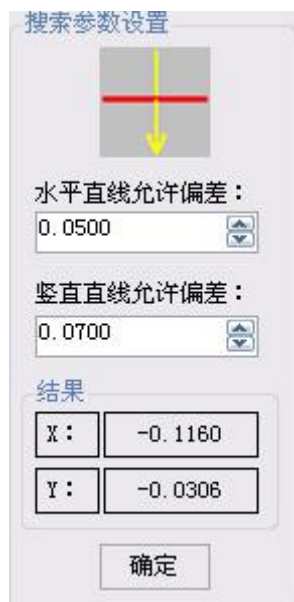 搜索参数设置
水平直线允许偏差：
0.0500
竖直直线允许偏差：
0.0700
结果
X： -0.1160
Y： -0.0306
确定